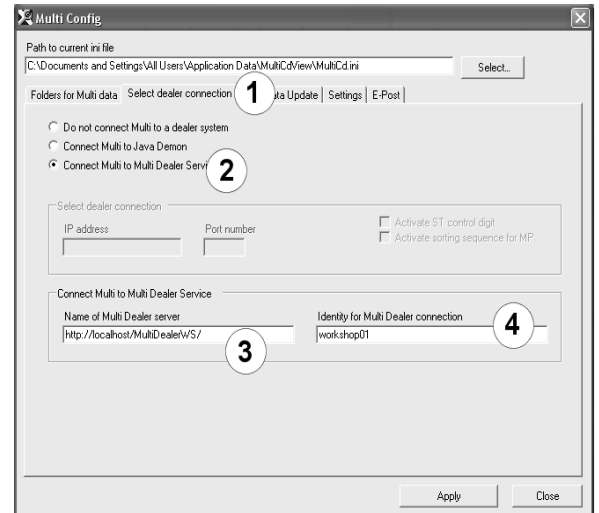 Multi Config
Path to current ini file
C:\Documents and Settings\All Users\Application Data\MultiCdView\MultiCd.ini
Select...
Folders for Multi data Select dealer connection 1 ata Update Settings E-Post
Do not connect Multi to a dealer system
Connect Multi to Java Demon
Connect Multi to Multi Dealer Servi 2
Select dealer connection
IP address Port number Activate ST control digit
Activate sorting sequence for MP
Connect Multi to Multi Dealer Service
Name of Multi Dealer server Identity for Multi Dealer connection 4
http://localhost/MultiDealerWS/ 3 workshop01
Apply Close